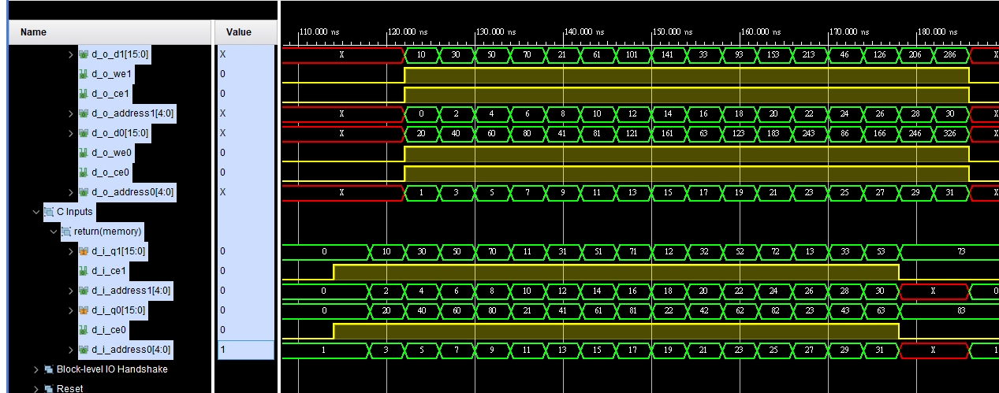 Name Value 110.000 ns 120.000 ns 130.000 ns 140.000 ns 150.000 ns 160.000 ns 170.000 ns 180.000 ns
d_o_d1[15:0] X X 10 30 50 70 21 61 101 141 33 93 153 213 46 126 206 286 X
d_o_we1 0
d_o_ce1 0
d_o_address1[4:0] X X 0 2 4 6 8 10 12 14 16 18 20 22 24 26 28 30 X
d_o_d0[15:0] X X 20 40 60 80 41 81 121 161 63 123 183 243 86 166 246 326 X
d_o_we0 0
d_o_ce0 0
d_o_address0[4:0] X X 1 3 5 7 9 11 13 15 17 19 21 23 25 27 29 31 X
C Inputs
return(memory)
d_i_q1[15:0] 0 0 10 30 50 70 11 31 51 71 12 32 52 72 13 33 53 73
d_i_ce1 0
d_i_address1[4:0] 0 0 2 4 6 8 10 12 14 16 18 20 22 24 26 28 30 X 0
d_i_q0[15:0] 0 0 20 40 60 80 21 41 61 81 22 42 62 82 23 43 63 83
d_i_ce0 0
d_i_address0[4:0] 1 1 3 5 7 9 11 13 15 17 19 21 23 25 27 29 31 X 1
Block-level IO Handshake
Reset